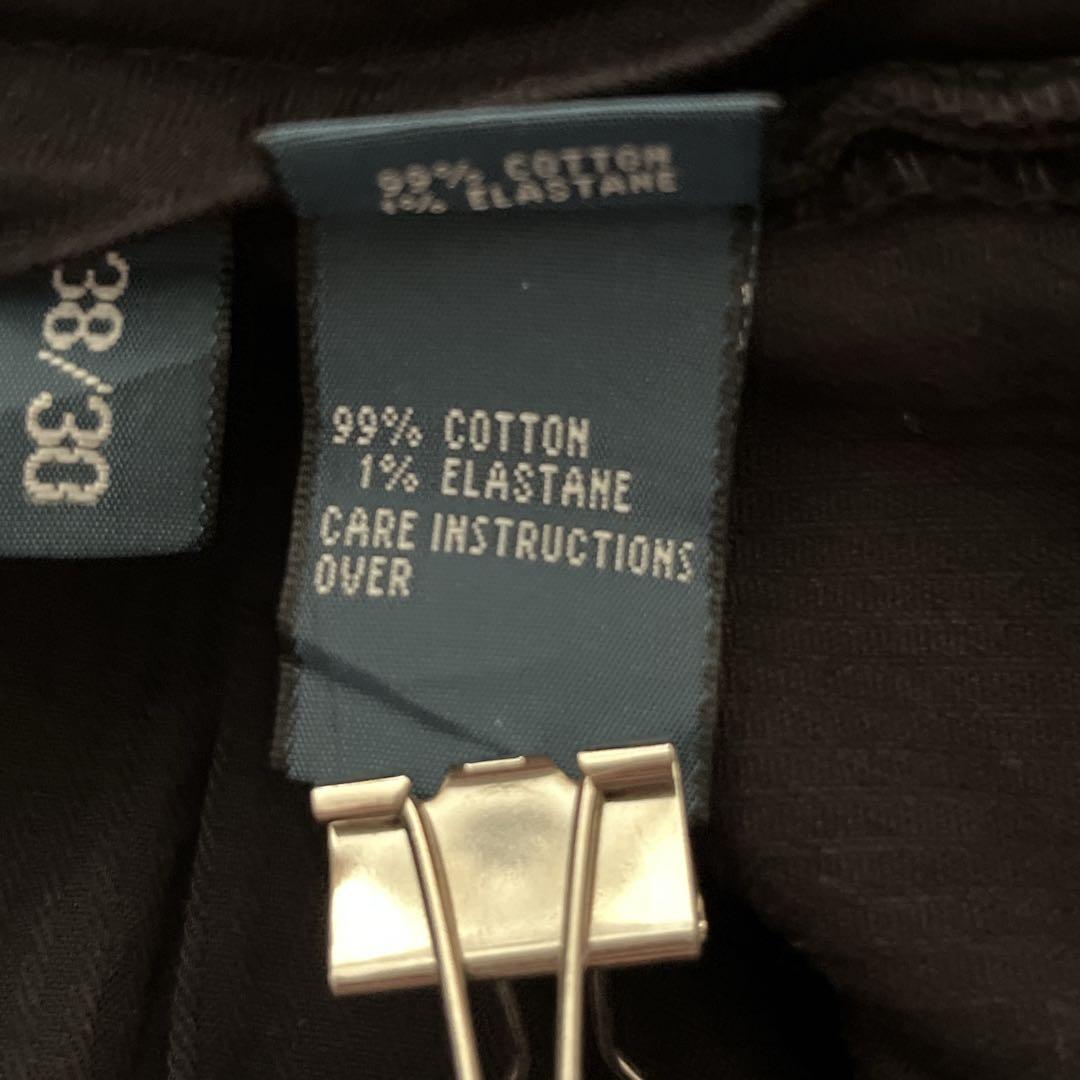 99% COTTON
1% ELASTANE
38/30
99% COTTON
1% ELASTANE
CARE INSTRUCTIONS
OVER